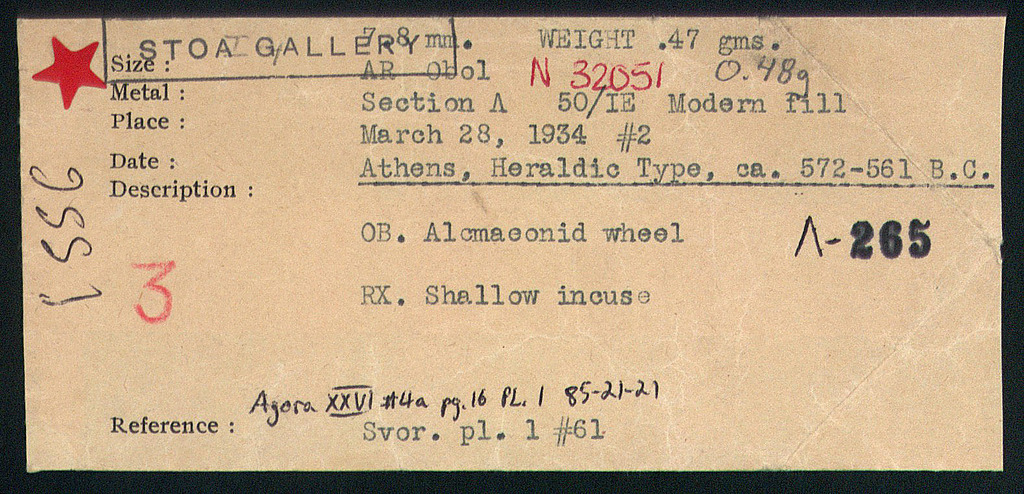 STOA GALLERY
Size : 7-8 mm. WEIGHT .47 gms.
Metal : AR Obol N 32051 0.48g
Place : Section Λ 50/ΙΕ Modern fill
Date : March 28, 1934 #2
Description : Athens, Heraldic Type, ca. 572-561 B.C.
OB. Alcmaeonid wheel Λ-265
3
RX. Shallow incuse
Agora XXVI #4a pg.16 PL. 1 85-21-21
Reference : Svor. pl. 1 #61